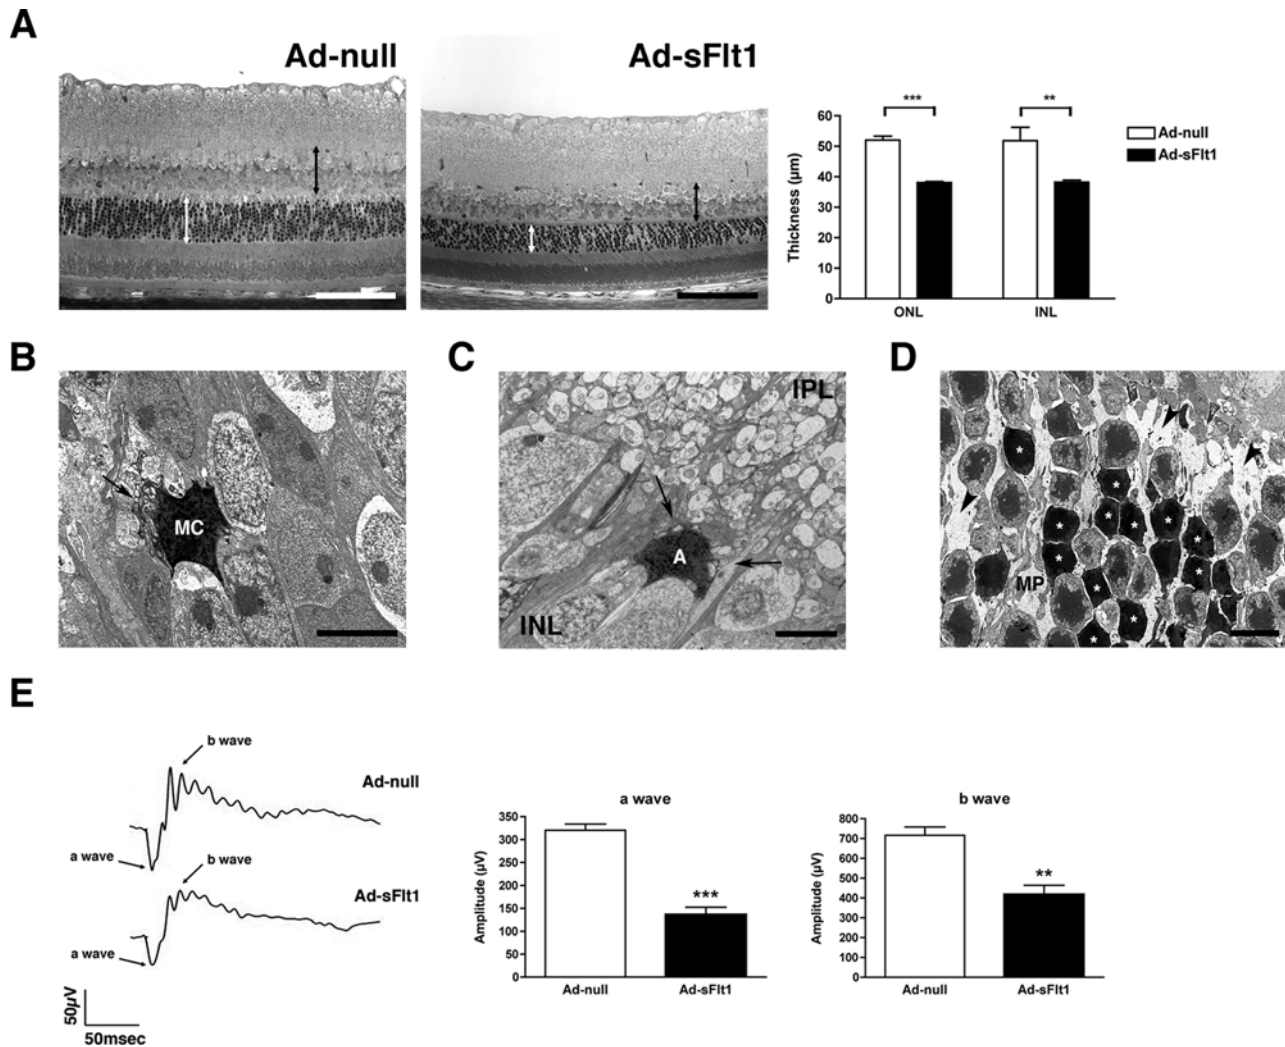 A
Ad-null
Ad-sFlt1
*** **
60
50
40
30
20
10
0
Thickness (µm)
ONL INL
Ad-null
Ad-sFlt1
B
MC
C
IPL
A
INL
D
* * * * * * * * * * * * *
MP
E
b wave
Ad-null
a wave
b wave
Ad-sFlt1
a wave
50µV
50msec
a wave
350
300
250
200
150
100
50
0
Amplitude (µV)
***
Ad-null Ad-sFlt1
b wave
800
700
600
500
400
300
200
100
0
Amplitude (µV)
**
Ad-null Ad-sFlt1